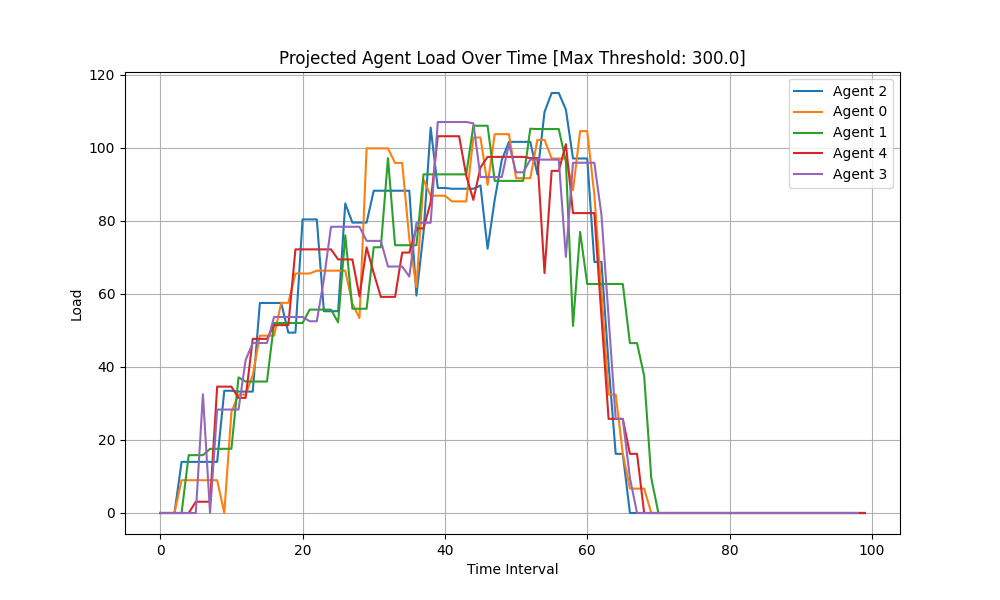 Projected Agent Load Over Time [Max Threshold: 300.0]
120
100
80
60
40
20
0
Load
Agent 2
Agent 0
Agent 1
Agent 4
Agent 3
0 20 40 60 80 100
Time Interval